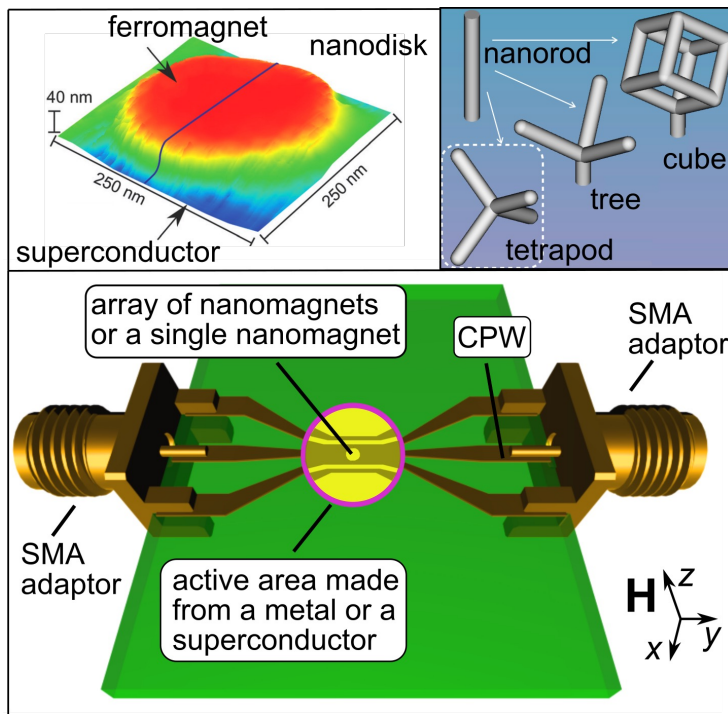 ferromagnet
nanodisk
40 nm
250 nm
250 nm
superconductor
nanorod
cube
tree
tetrapod
array of nanomagnets
or a single nanomagnet
CPW
SMA
adaptor
SMA
adaptor
active area made
from a metal or a
superconductor
H
z
y
x